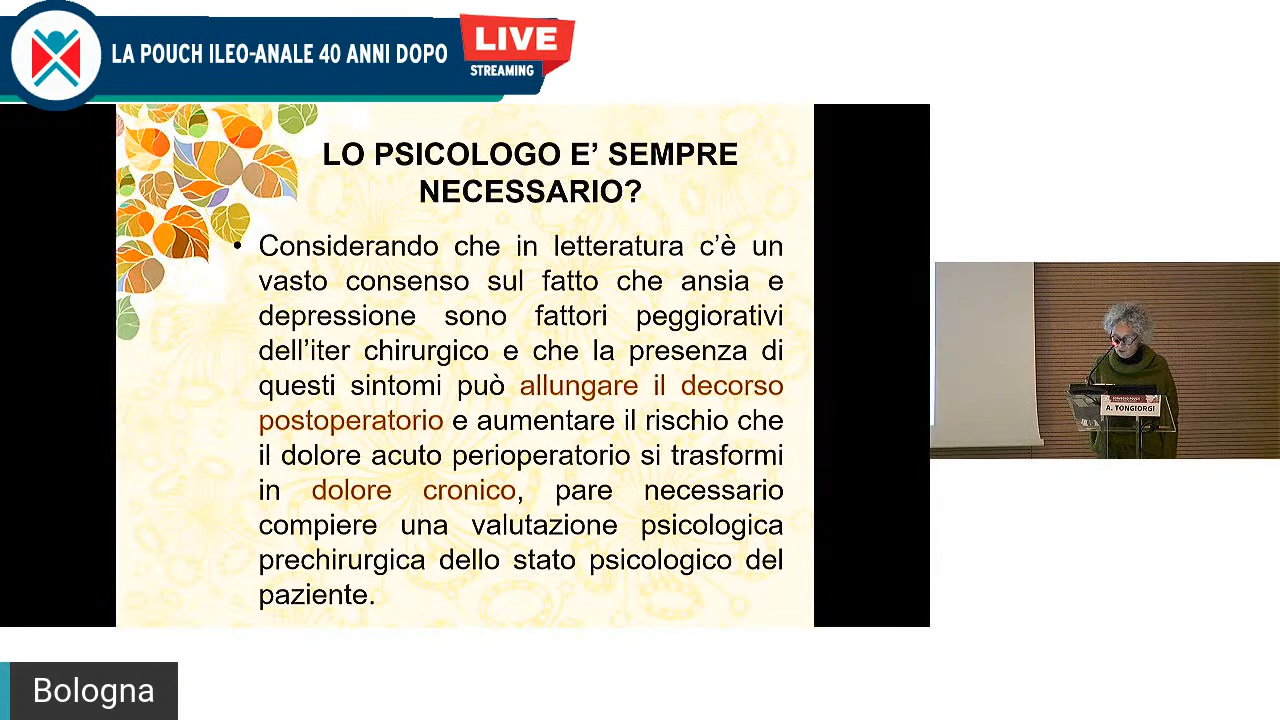 LA POUCH ILEO-ANALE 40 ANNI DOPO
LIVE
STREAMING
LO PSICOLOGO E' SEMPRE
NECESSARIO?
• Considerando che in letteratura c'è un
vasto consenso sul fatto che ansia e
depressione sono fattori peggiorativi
dell'iter chirurgico e che la presenza di
questi sintomi può allungare il decorso
postoperatorio e aumentare il rischio che
il dolore acuto perioperatorio si trasformi
in dolore cronico, pare necessario
compiere una valutazione psicologica
prechirurgica dello stato psicologico del
paziente.
A. TONGIORGI
Bologna